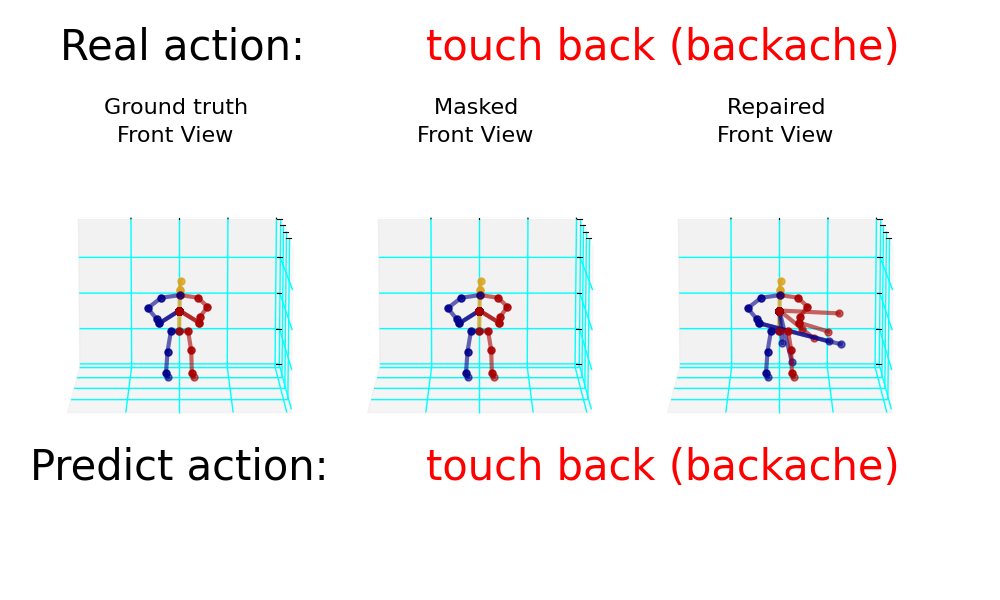 Real action: touch back (backache)
Ground truth Masked Repaired
Front View Front View Front View
Predict action: touch back (backache)